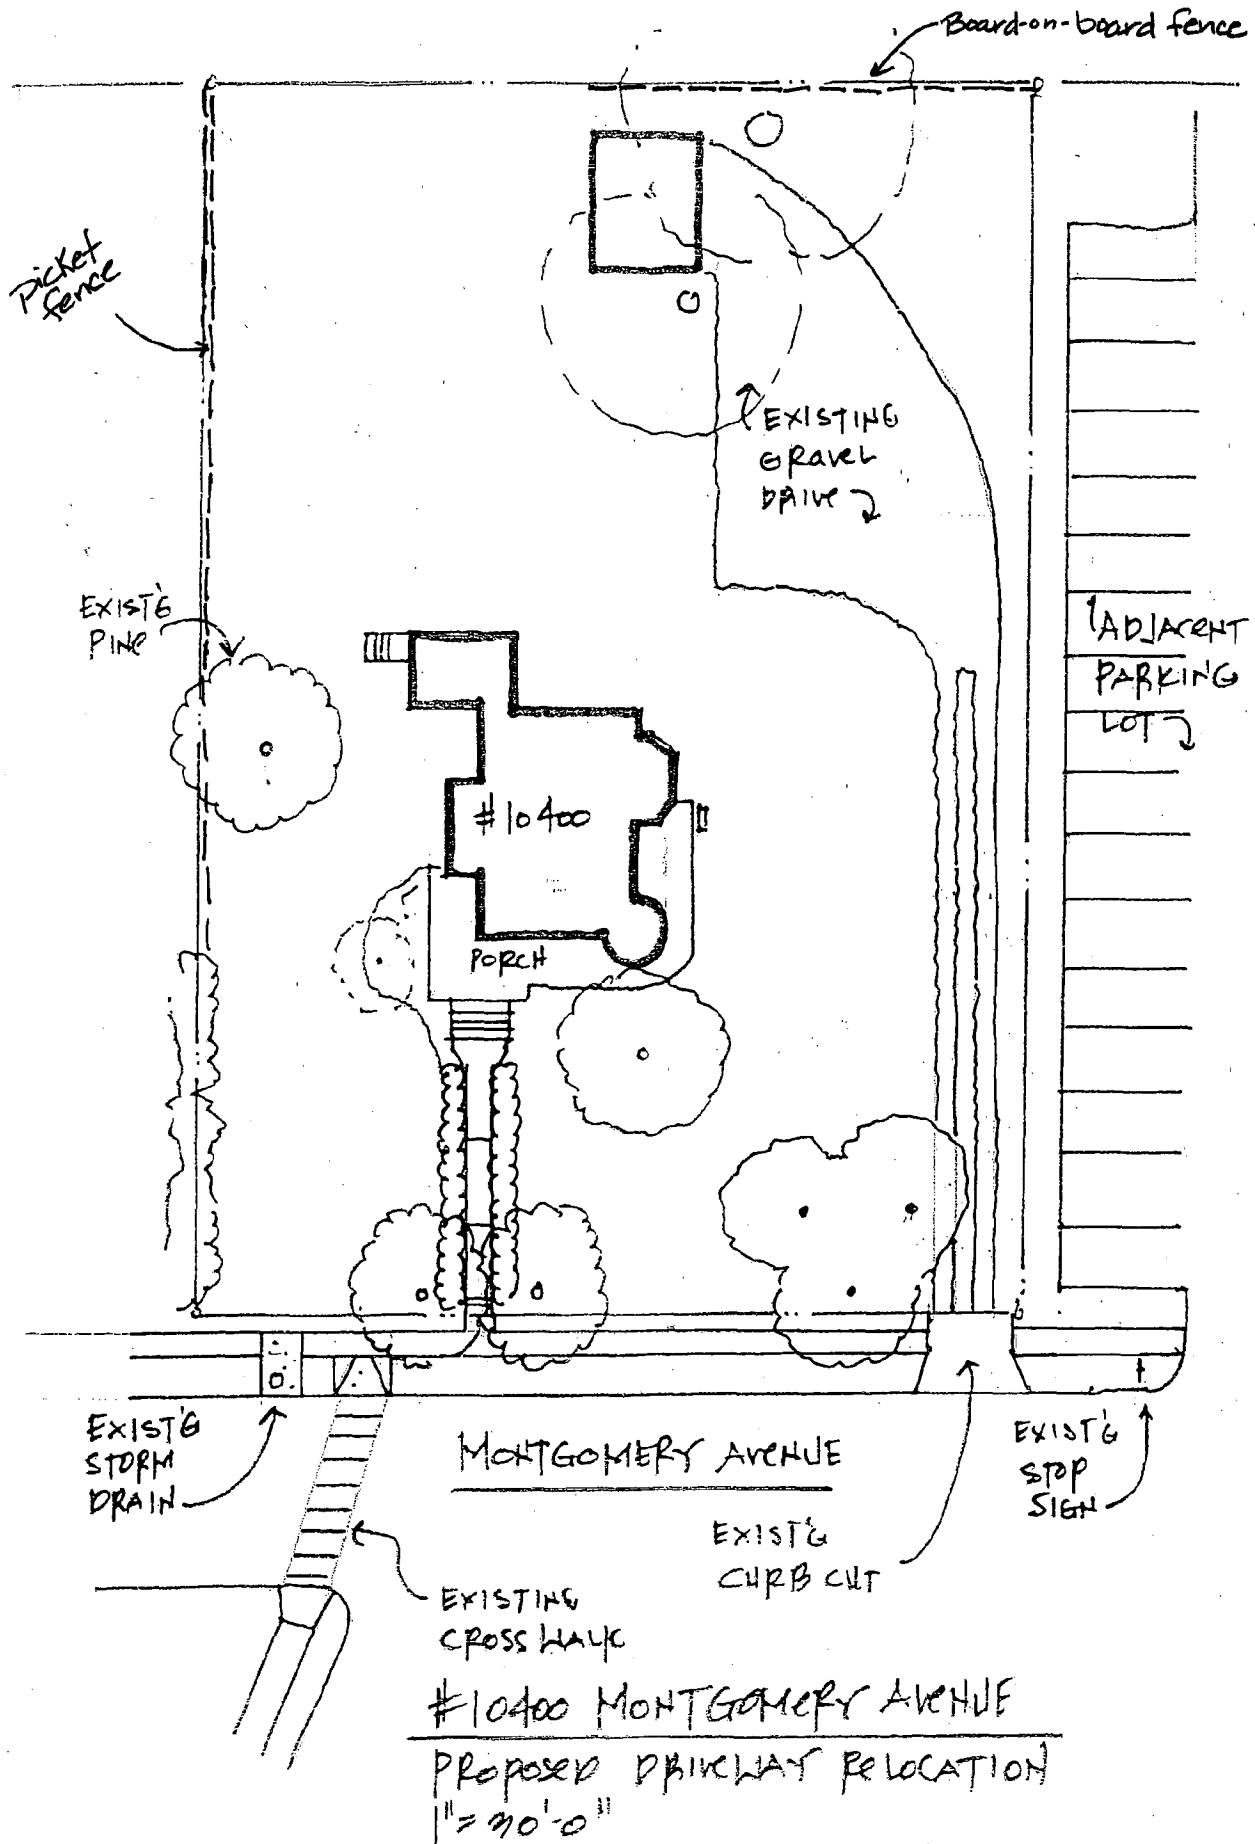 Board-on-board fence
picket
fence
EXISTING
GRAVEL
DRIVE
EXIST'G
PINE
ADJACENT
PARKING
LOT
#10400
PORCH
EXIST'G
STORM
DRAIN
MONTGOMERY AVENUE
EXIST'G
STOP
SIGN
EXIST'G
CURB CUT
EXISTING
CROSS WALK
#10400 MONTGOMERY AVENUE
PROPOSED DRIVEWAY RELOCATION
1"=30'-0"